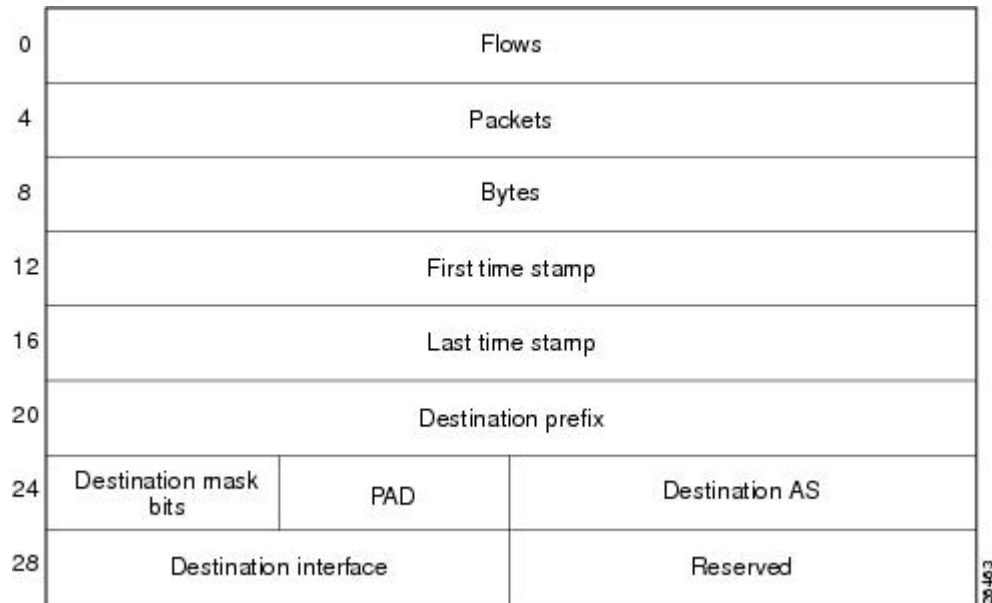 0 Flows
4 Packets
8 Bytes
12 First time stamp
16 Last time stamp
20 Destination prefix
24 Destination mask bits PAD Destination AS
28 Destination interface Reserved
29463